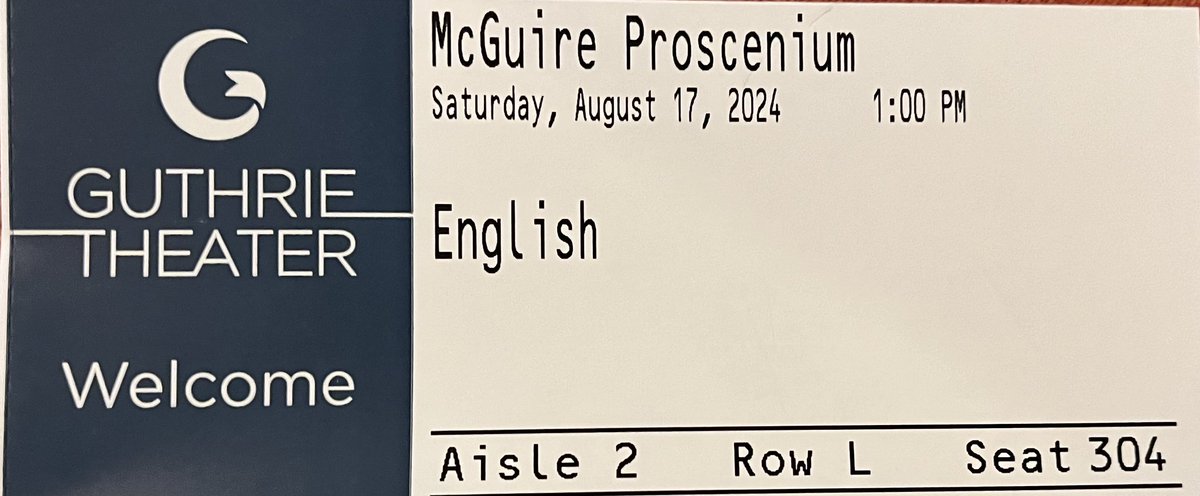 GUTHRIE
THEATER
Welcome
McGuire Proscenium
Saturday, August 17, 2024 1:00 PM
English
Aisle 2 Row L Seat 304